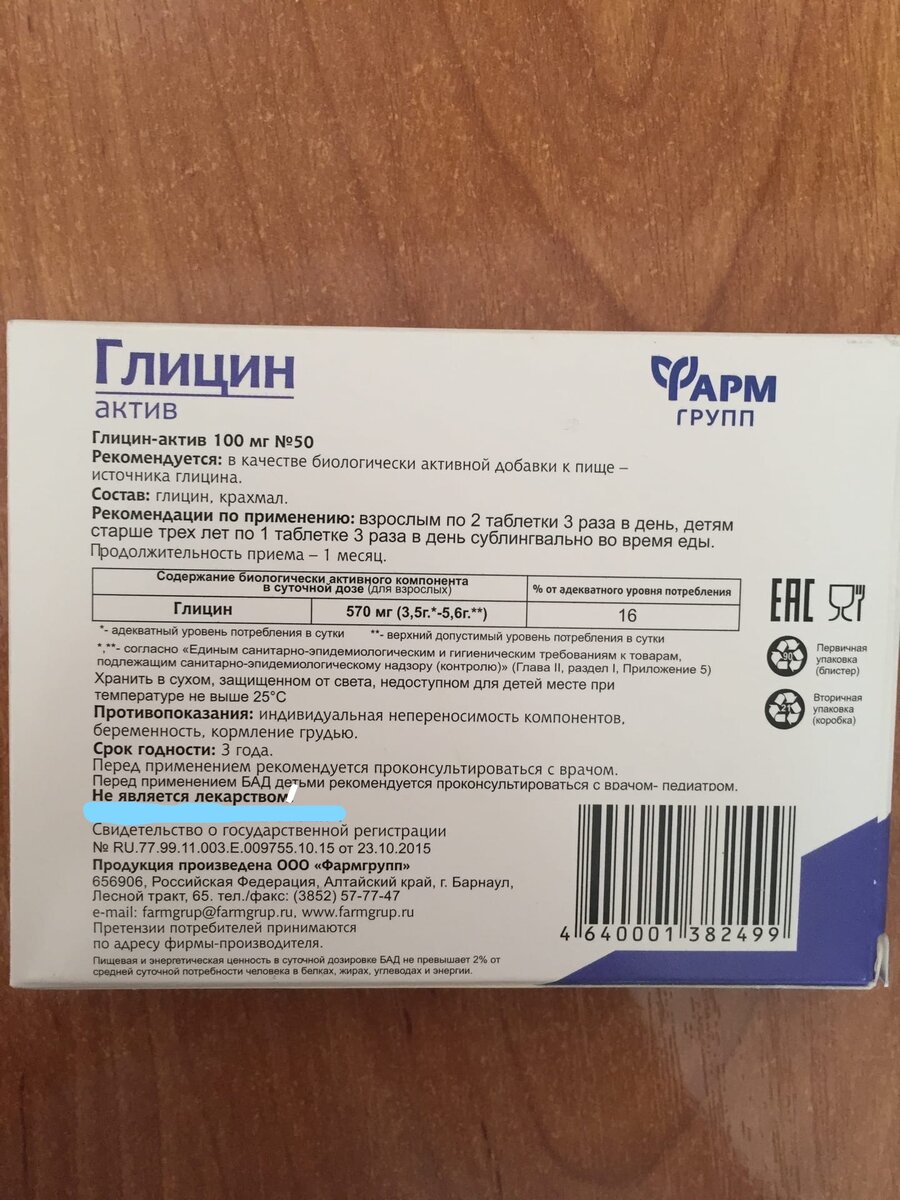 Глицин
актив
ФАРМ
ГРУПП
Глицин-актив 100 мг №50
Рекомендуется: в качестве биологически активной добавки к пище –
источника глицина.
Состав: глицин, крахмал.
Рекомендации по применению: взрослым по 2 таблетки 3 раза в день, детям
старше трех лет по 1 таблетке 3 раза в день сублингвально во время еды.
Продолжительность приема – 1 месяц.
Содержание биологически активного компонента
в суточной дозе (для взрослых)
% от адекватного уровня потребления
Глицин 570 мг (3,5г.*-5,6г.**) 16
*- адекватный уровень потребления в сутки **- верхний допустимый уровень потребления в сутки
*,**- согласно «Единым санитарно-эпидемиологическим и гигиеническим требованиям к товарам,
подлежащим санитарно-эпидемиологическому надзору (контролю)» (Глава II, раздел I, Приложение 5)
Хранить в сухом, защищенном от света, недоступном для детей месте при
температуре не выше 25°С
Противопоказания: индивидуальная непереносимость компонентов,
беременность, кормление грудью.
Срок годности: 3 года.
Перед применением рекомендуется проконсультироваться с врачом.
Перед применением БАД детьми рекомендуется проконсультироваться с врачом- педиатром.
Не является лекарством
Свидетельство о государственной регистрации
№ RU.77.99.11.003.Е.009755.10.15 от 23.10.2015
Продукция произведена ООО «Фармгрупп»
656906, Российская Федерация, Алтайский край, г. Барнаул,
Лесной тракт, 65. тел./факс: (3852) 57-77-47
e-mail: farmgrup@farmgrup.ru, www.farmgrup.ru
Претензии потребителей принимаются
по адресу фирмы-производителя.
Пищевая и энергетическая ценность в суточной дозировке БАД не превышает 2% от
средней суточной потребности человека в белках, жирах, углеводах и энергии.
EAC
90
Первичная
упаковка
(блистер)
21
Вторичная
упаковка
(коробка)
4 640001 382499